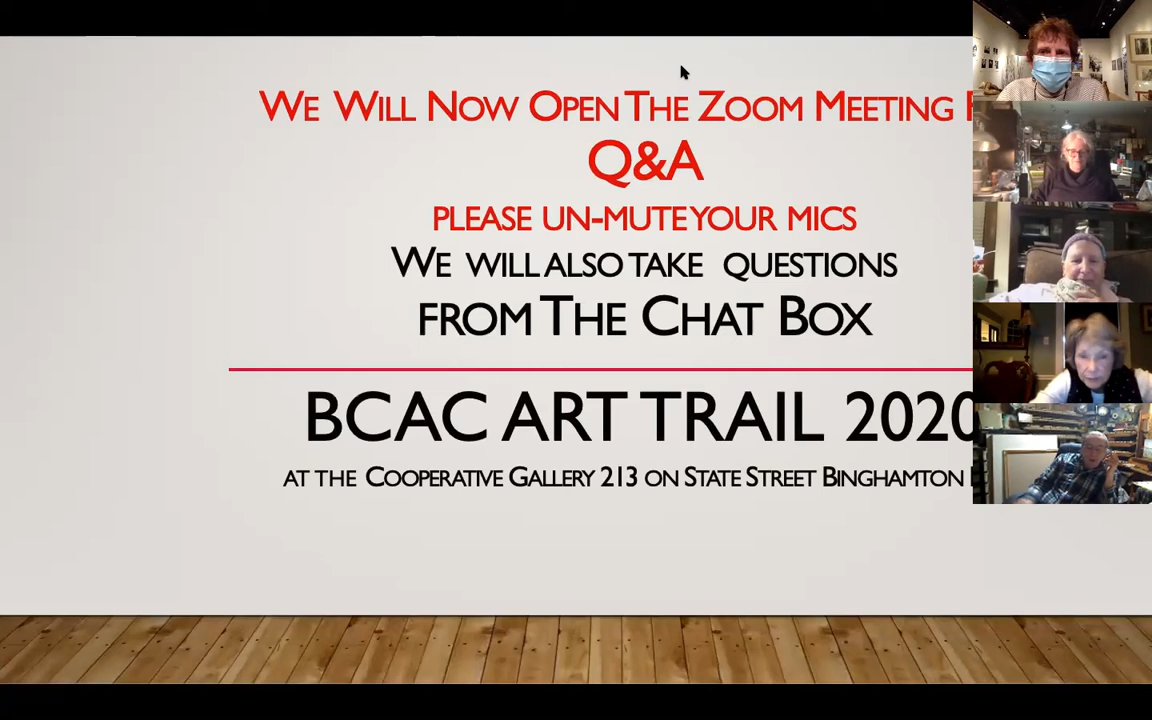 WE WILL NOW OPEN THE ZOOM MEETING
Q&A
PLEASE UN-MUTE YOUR MICS
WE WILL ALSO TAKE QUESTIONS
FROM THE CHAT BOX
BCAC ART TRAIL 2020
AT THE COOPERATIVE GALLERY 213 ON STATE STREET BINGHAMTON